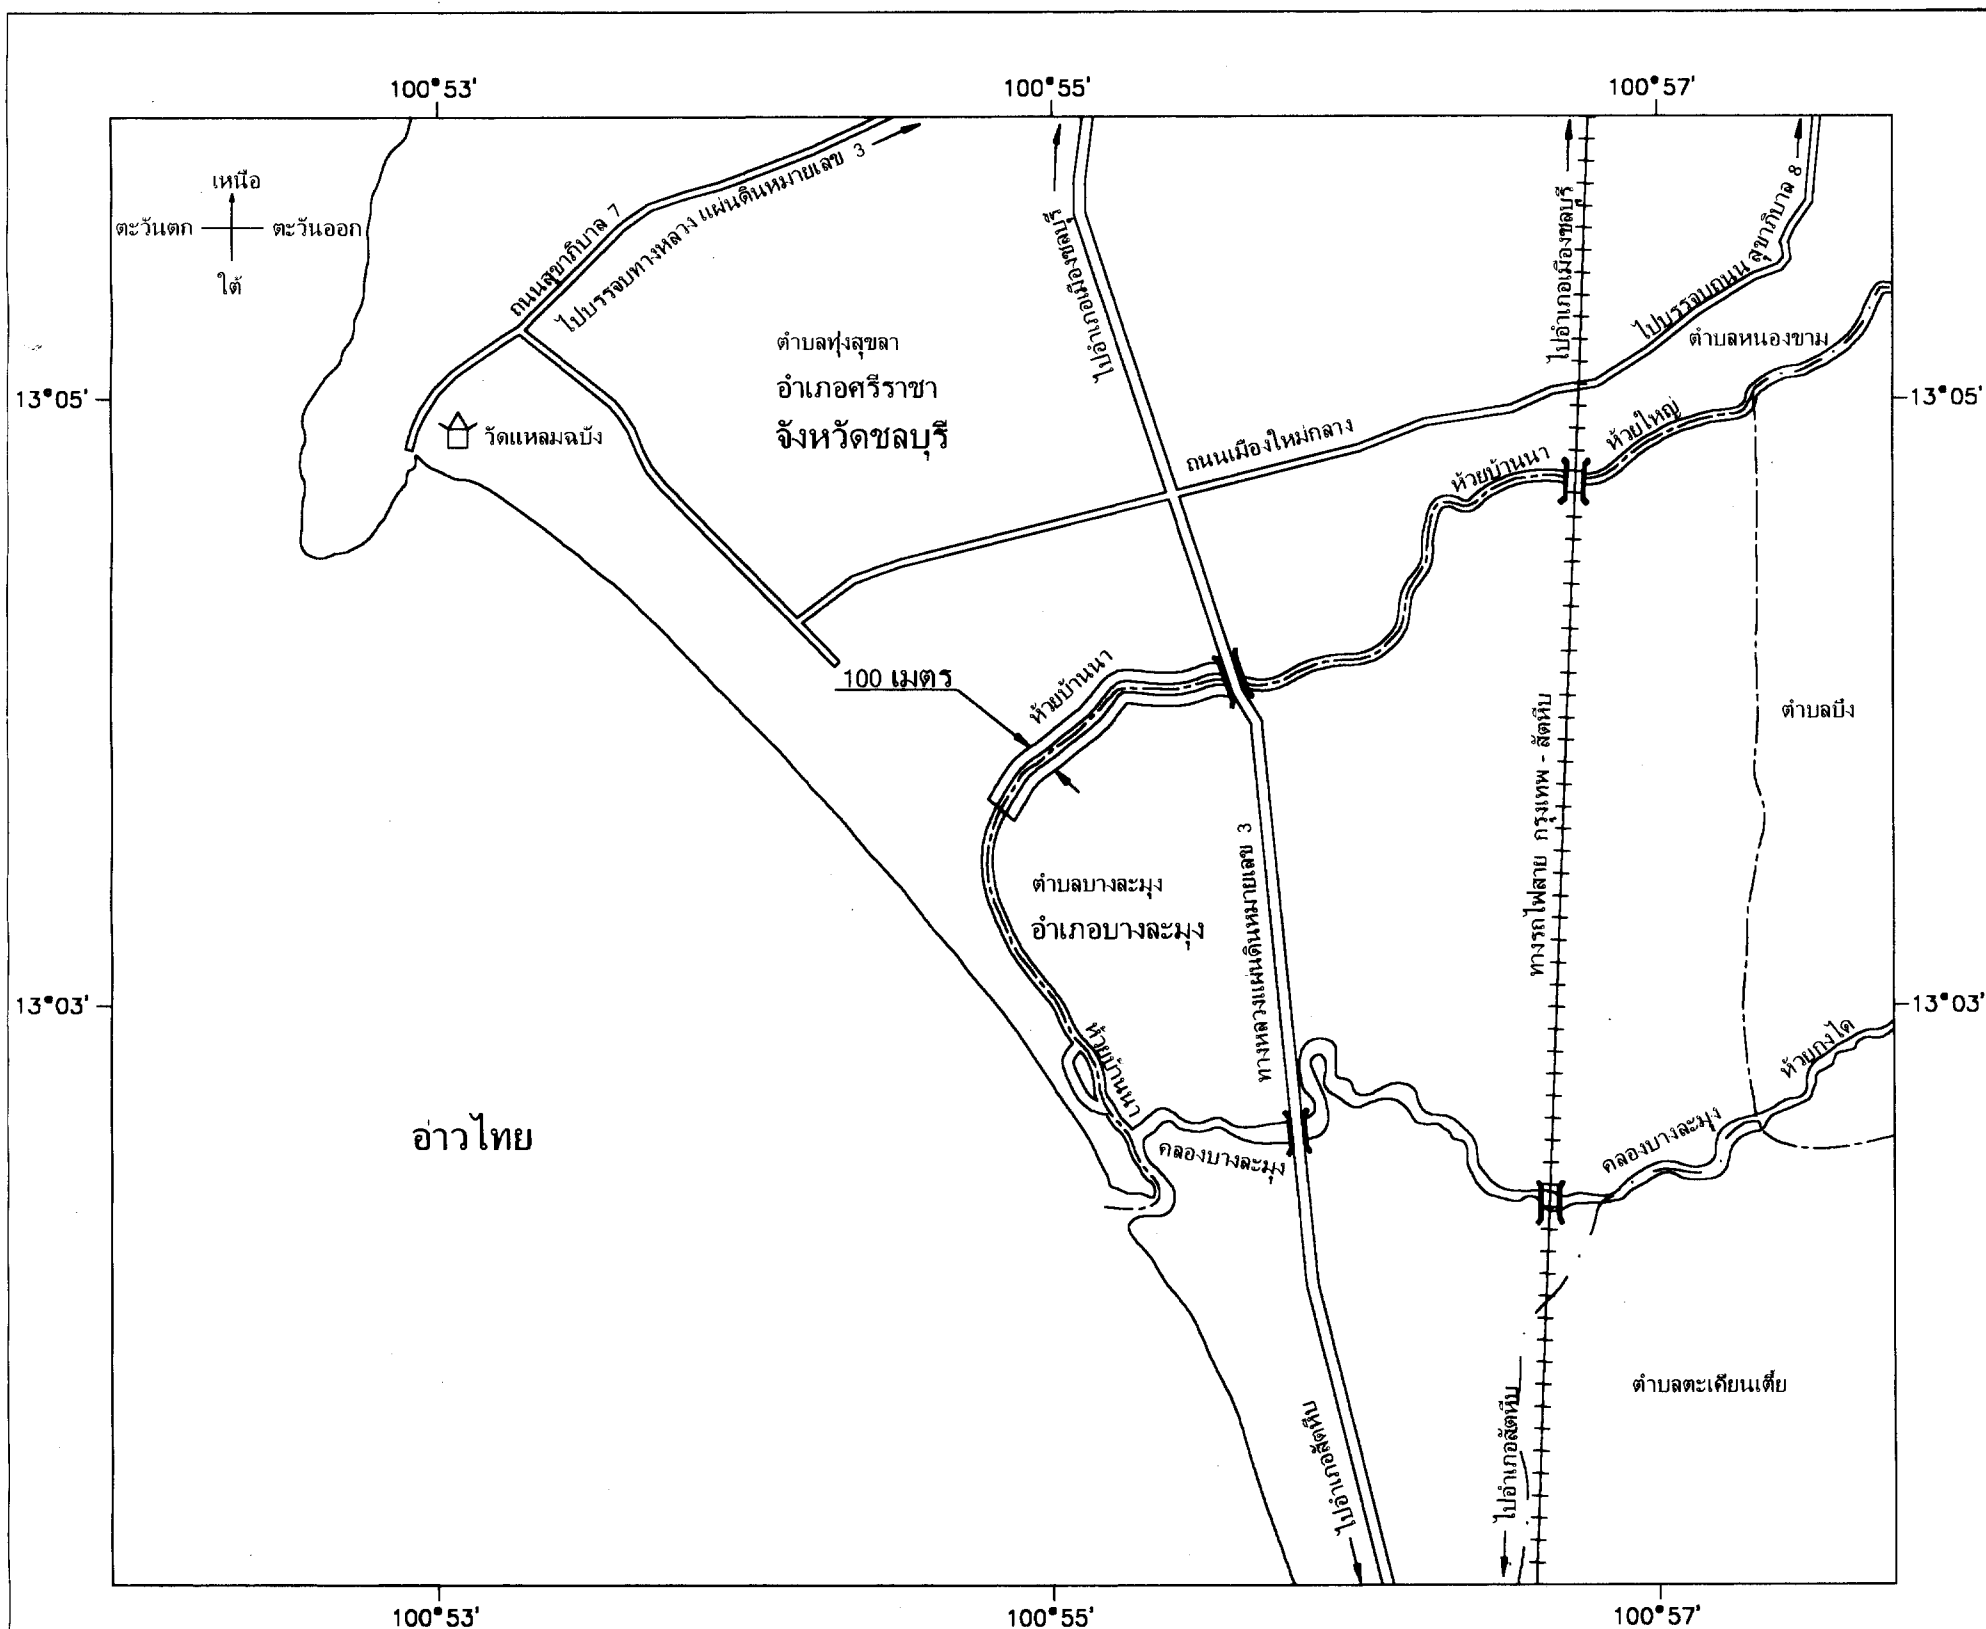 100°53'
100°55'
100°57'
เหนือ
ตะวันตก
ตะวันออก
ใต้
ถนนสุขาภิบาล 7
ไปบรรจบทางหลวงแผ่นดินหมายเลข 3
ไปอำเภอเมืองชลบุรี
ไปอำเภอเมืองชลบุรี
ไปบรรจบถนน สุขาภิบาล 8
ตำบลทุ่งสุขลา
อำเภอศรีราชา
จังหวัดชลบุรี
ตำบลหนองขาม
13°05'
13°05'
วัดแหลมฉบัง
ถนนเมืองใหม่กลาง
ห้วยบ้านนา
ห้วยใหญ่
100 เมตร
ห้วยบ้านนา
ตำบลบึง
ทางรถไฟสาย กรุงเทพ - สัตหีบ
ทางหลวงแผ่นดินหมายเลข 3
ตำบลบางละมุง
อำเภอบางละมุง
13°03'
13°03'
ห้วยบ้านนา
ห้วยกงไต
อ่าวไทย
คลองบางละมุง
คลองบางละมุง
ตำบลตะเคียนเตี้ย
ไปอำเภอสัตหีบ
ไปอำเภอสัตหีบ
100°53'
100°55'
100°57'